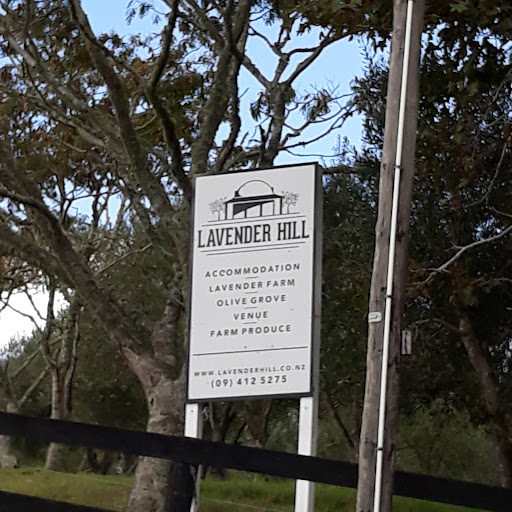 LAVENDER HILL
ACCOMMODATION
LAVENDER FARM
OLIVE GROVE
VENUE
FARM PRODUCE
WWW.LAVENDERHILL.CO.NZ
(09) 412 5275